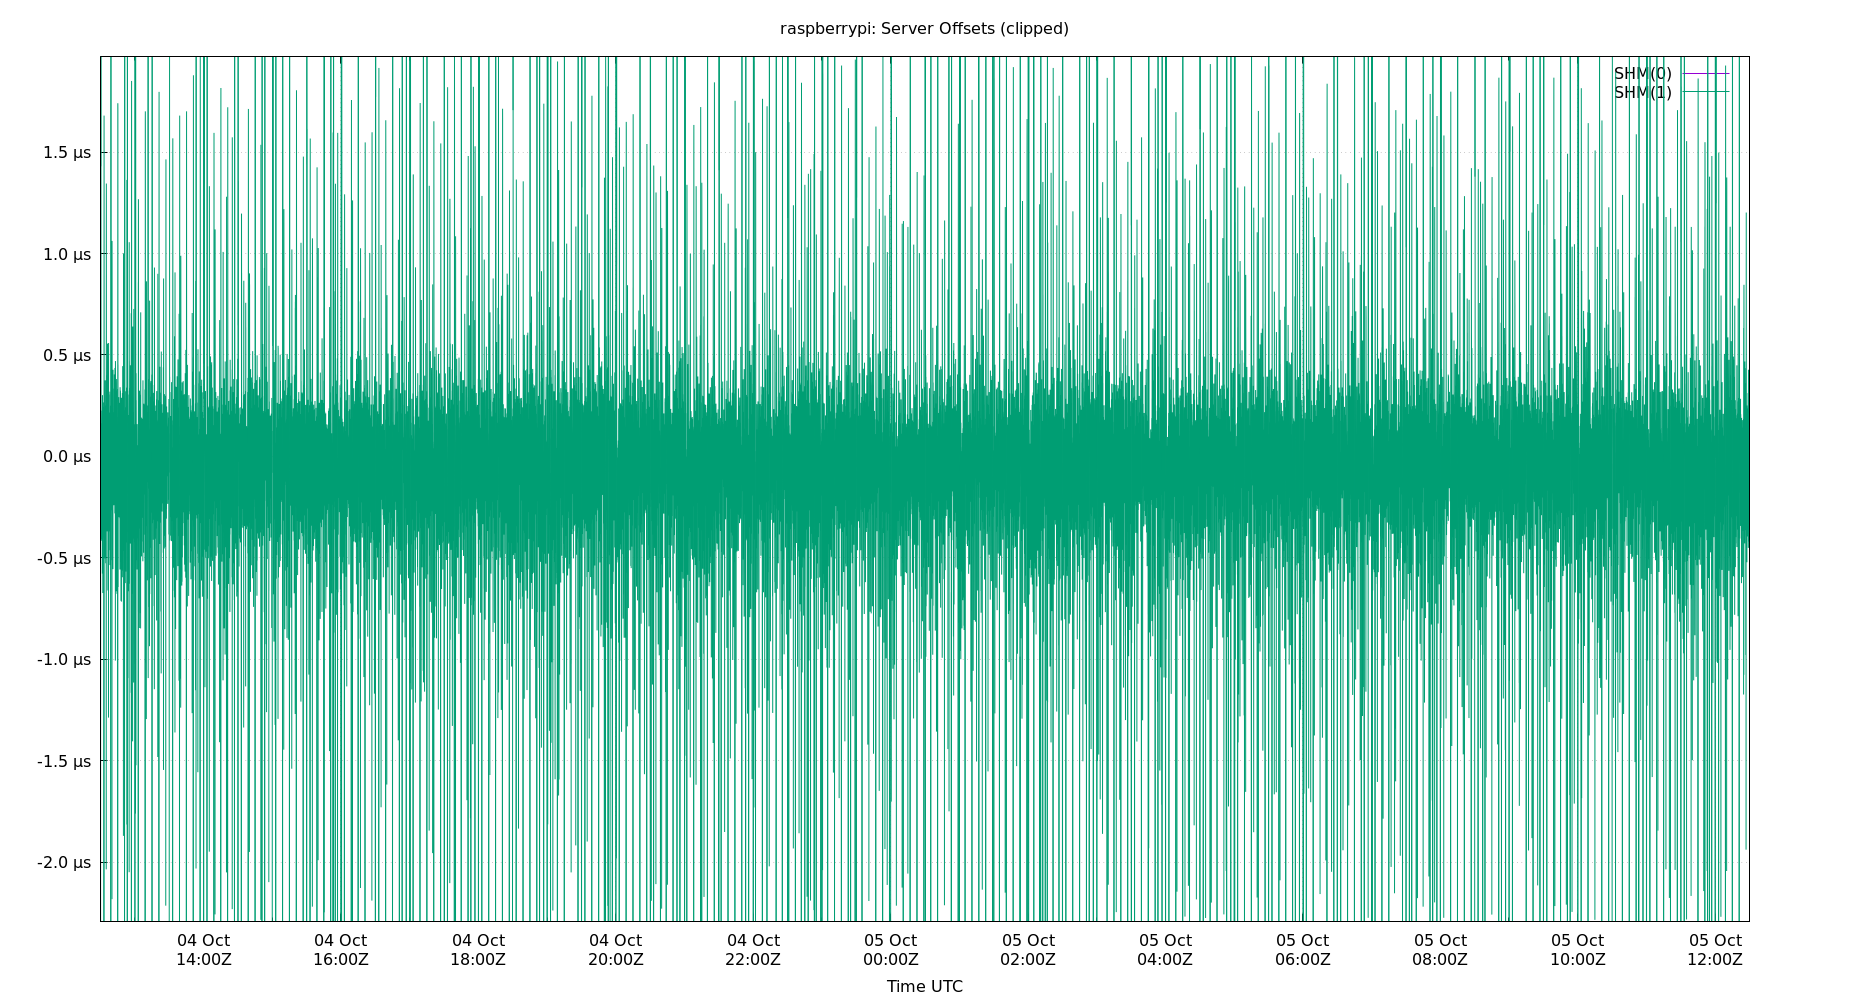 raspberrypi: Server Offsets (clipped)
SHM(0)
SHM(1)
1.5 μs
1.0 μs
0.5 μs
0.0 μs
-0.5 μs
-1.0 μs
-1.5 μs
-2.0 μs
04 Oct 04 Oct 04 Oct 04 Oct 04 Oct 05 Oct 05 Oct 05 Oct 05 Oct 05 Oct 05 Oct 05 Oct
14:00Z 16:00Z 18:00Z 20:00Z 22:00Z 00:00Z 02:00Z 04:00Z 06:00Z 08:00Z 10:00Z 12:00Z
Time UTC